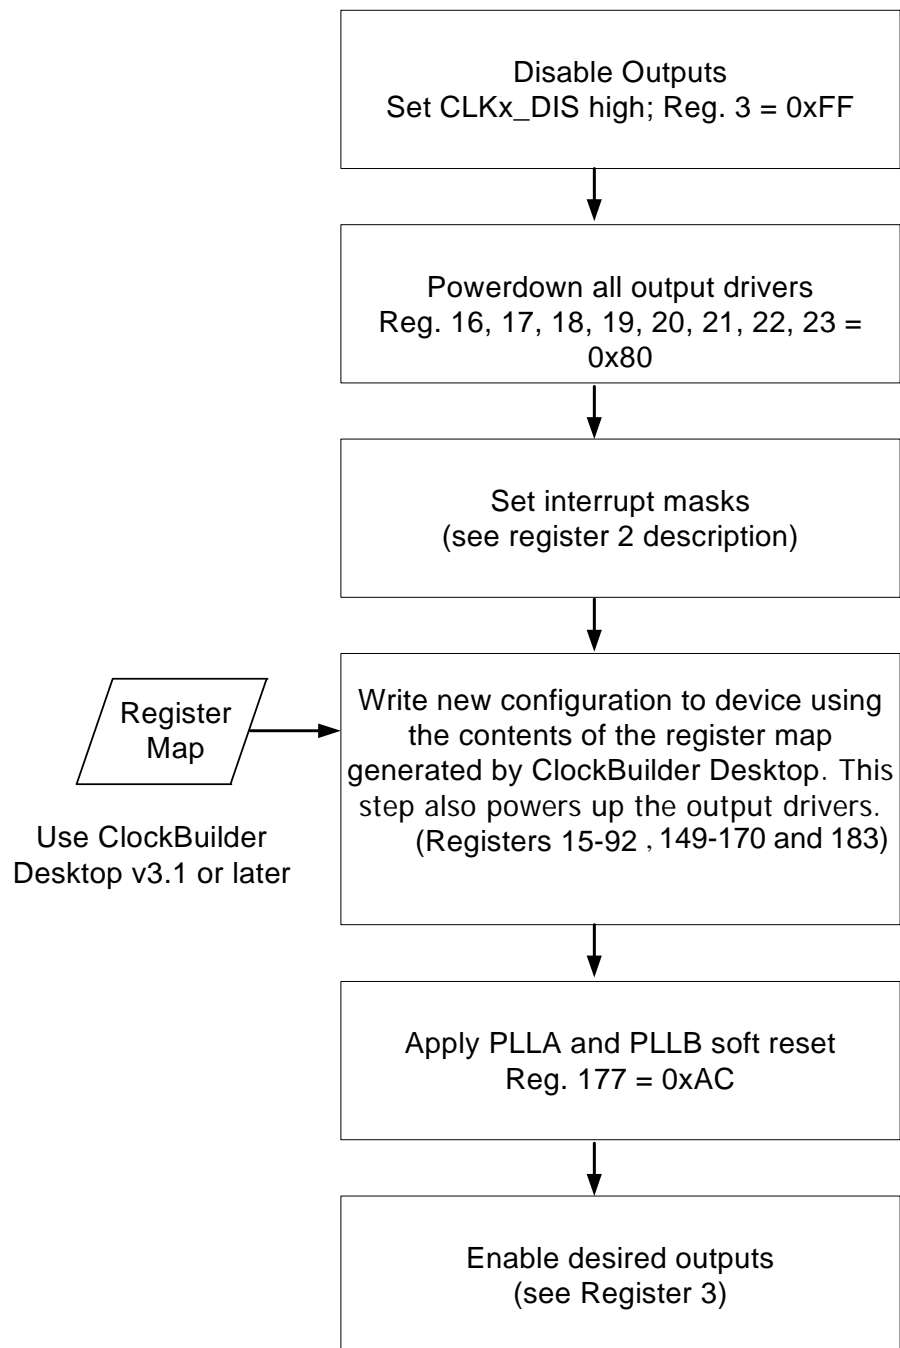 Disable Outputs
Set CLKx_DIS high; Reg. 3 = 0xFF
Powerdown all output drivers
Reg. 16, 17, 18, 19, 20, 21, 22, 23 =
0x80
Set interrupt masks
(see register 2 description)
Register
Map
Use ClockBuilder
Desktop v3.1 or later
Write new configuration to device using
the contents of the register map
generated by ClockBuilder Desktop. This
step also powers up the output drivers.
(Registers 15-92 , 149-170 and 183)
Apply PLLA and PLLB soft reset
Reg. 177 = 0xAC
Enable desired outputs
(see Register 3)